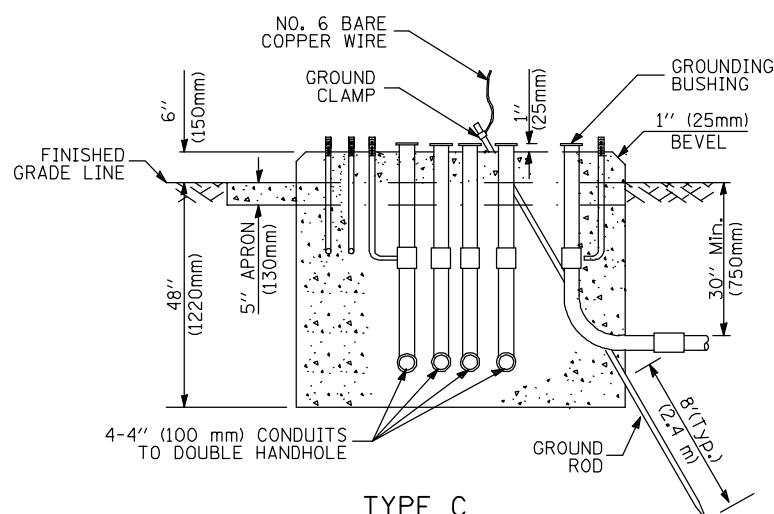 NO. 6 BARE
COPPER WIRE
GROUND
CLAMP
GROUNDING
BUSHING
6"
(150mm)
1"
(25mm)
1" (25mm)
BEVEL
FINISHED
GRADE LINE
48"
(1220mm)
5" APRON
(130mm)
30" Min.
(750mm)
4-4" (100 mm) CONDUITS
TO DOUBLE HANDHOLE
GROUND
ROD
8'(Typ.)
(2.4 m)
TYPE C